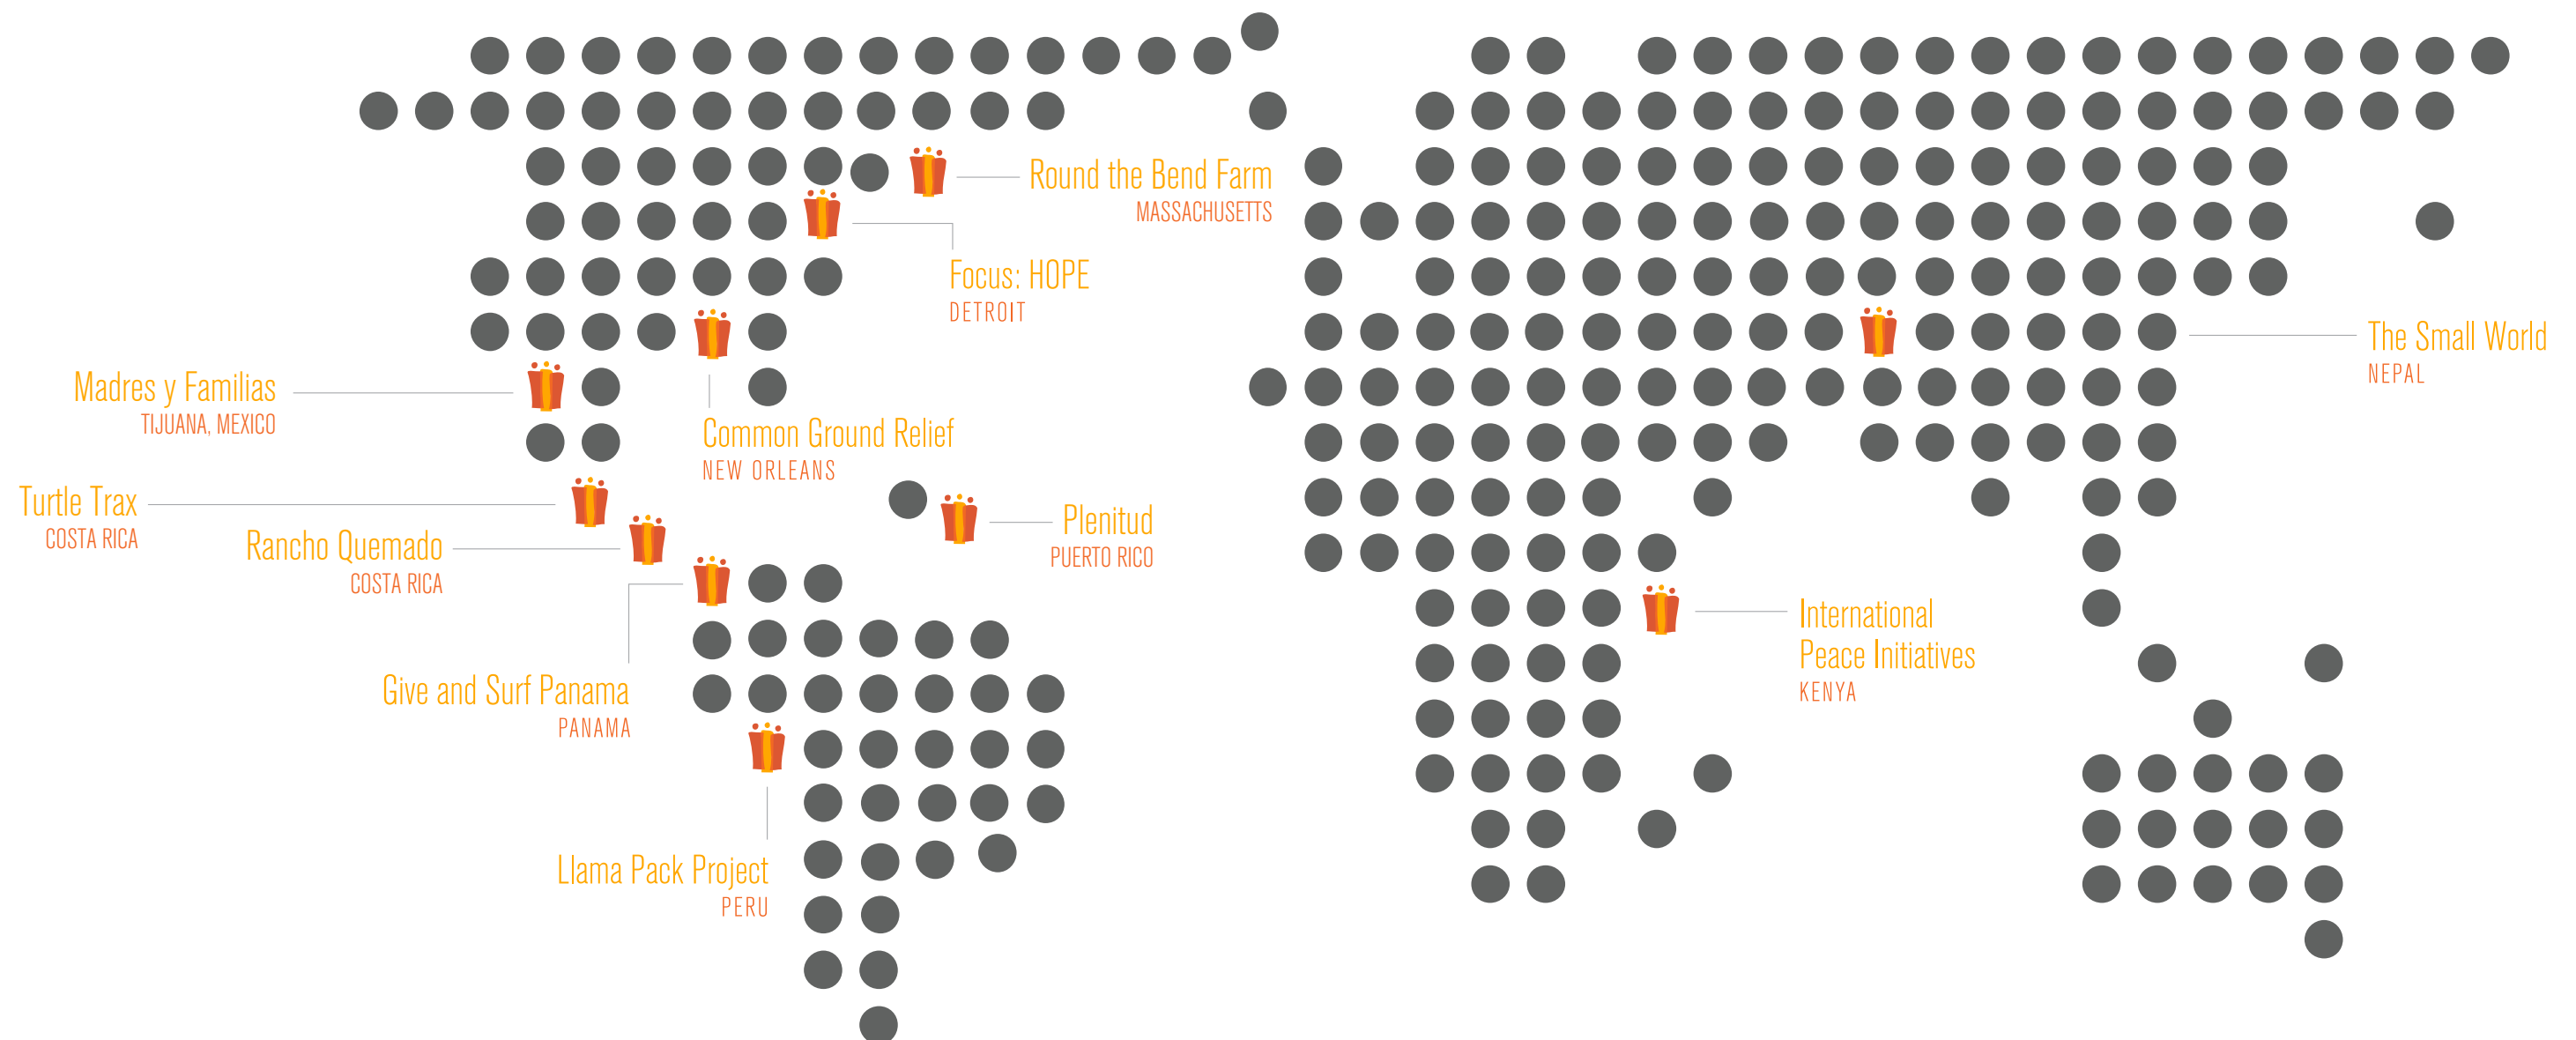 Round the Bend Farm
MASSACHUSETTS
Focus: HOPE
DETROIT
The Small World
NEPAL
Madres y Familias
TIJUANA, MEXICO
Common Ground Relief
NEW ORLEANS
Turtle Trax
COSTA RICA
Plenitud
PUERTO RICO
Rancho Quemado
COSTA RICA
International
Peace Initiatives
KENYA
Give and Surf Panama
PANAMA
Llama Pack Project
PERU